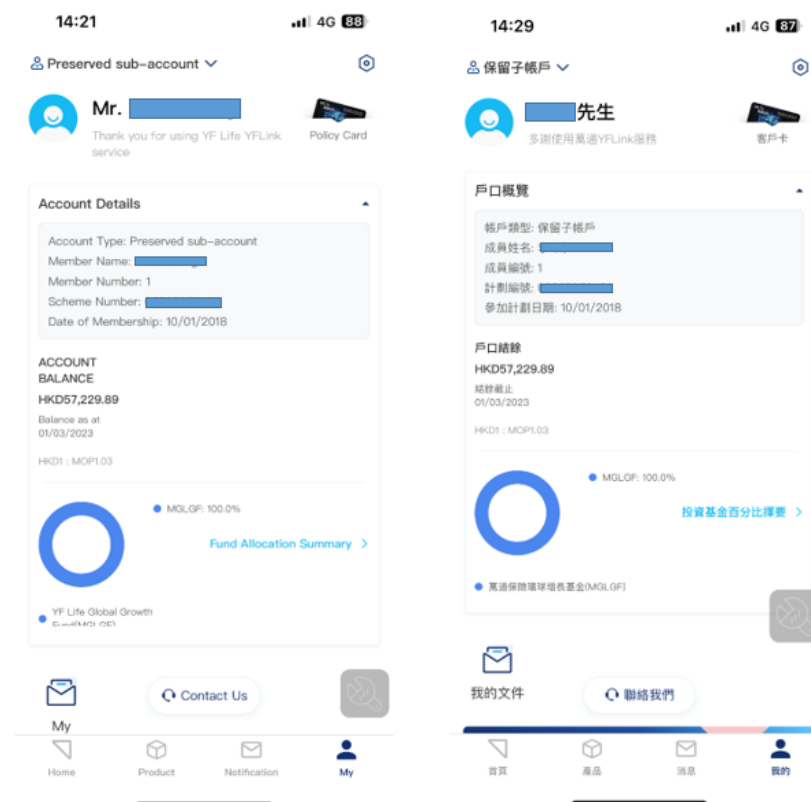 14:21
4G 88
Preserved sub-account
Mr.
Thank you for using YF Life YFLink
service
Policy Card
Account Details
Account Type: Preserved sub-account
Member Name:
Member Number: 1
Scheme Number:
Date of Membership: 10/01/2018
ACCOUNT
BALANCE
HKD57,229.89
Balance as at
01/03/2023
HKD1 : MOP1.03
MGLGF: 100.0%
Fund Allocation Summary
YF Life Global Growth
Fund(MGLGF)
Contact Us
My
Home
Product
Notification
My
14:29
4G 87
保留子帳戶
先生
多謝使用萬通YFLink服務
客戶卡
戶口概覽
帳戶類型: 保留子帳戶
成員姓名:
成員編號: 1
計劃編號:
參加計劃日期: 10/01/2018
戶口結餘
HKD57,229.89
結餘截止
01/03/2023
HKD1 : MOP1.03
MGLGF: 100.0%
投資基金百分比擇要
萬通保險環球增長基金(MGLGF)
我的文件
聯絡我們
首頁
產品
消息
我的